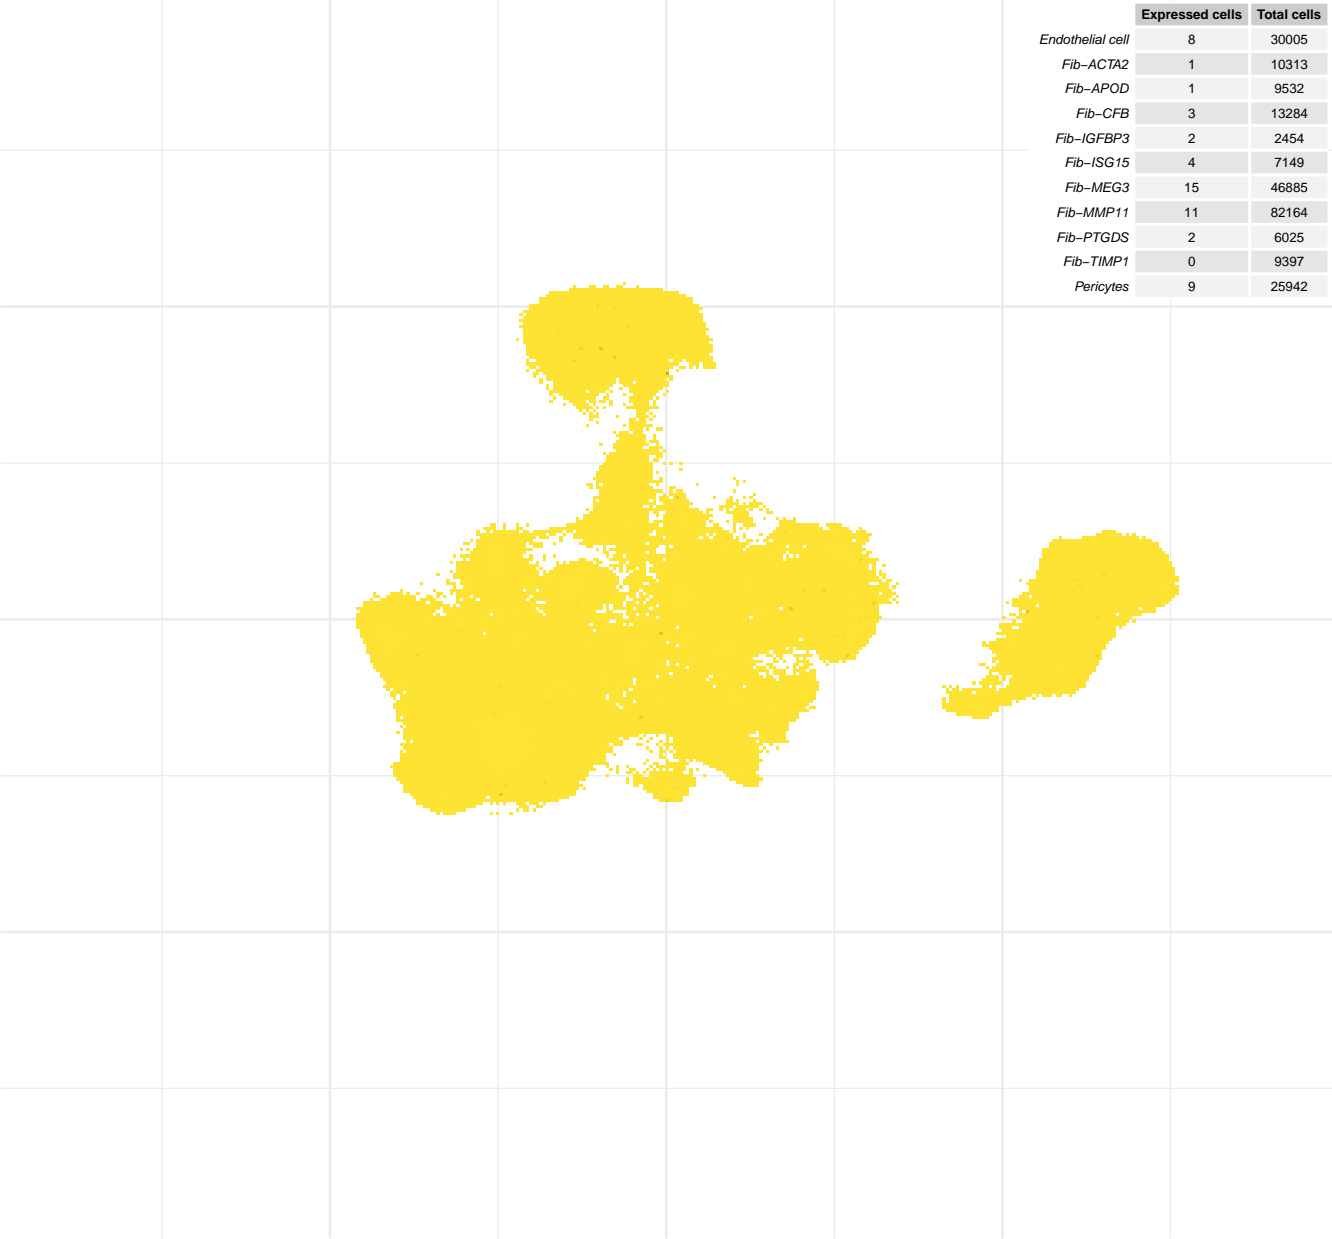 Expressed cells Total cells
Endothelial cell 8 30005
Fib−ACTA2 1 10313
Fib−APOD 1 9532
Fib−CFB 3 13284
Fib−IGFBP3 2 2454
Fib−ISG15 4 7149
Fib−MEG3 15 46885
Fib−MMP11 11 82164
Fib−PTGDS 2 6025
Fib−TIMP1 0 9397
Pericytes 9 25942